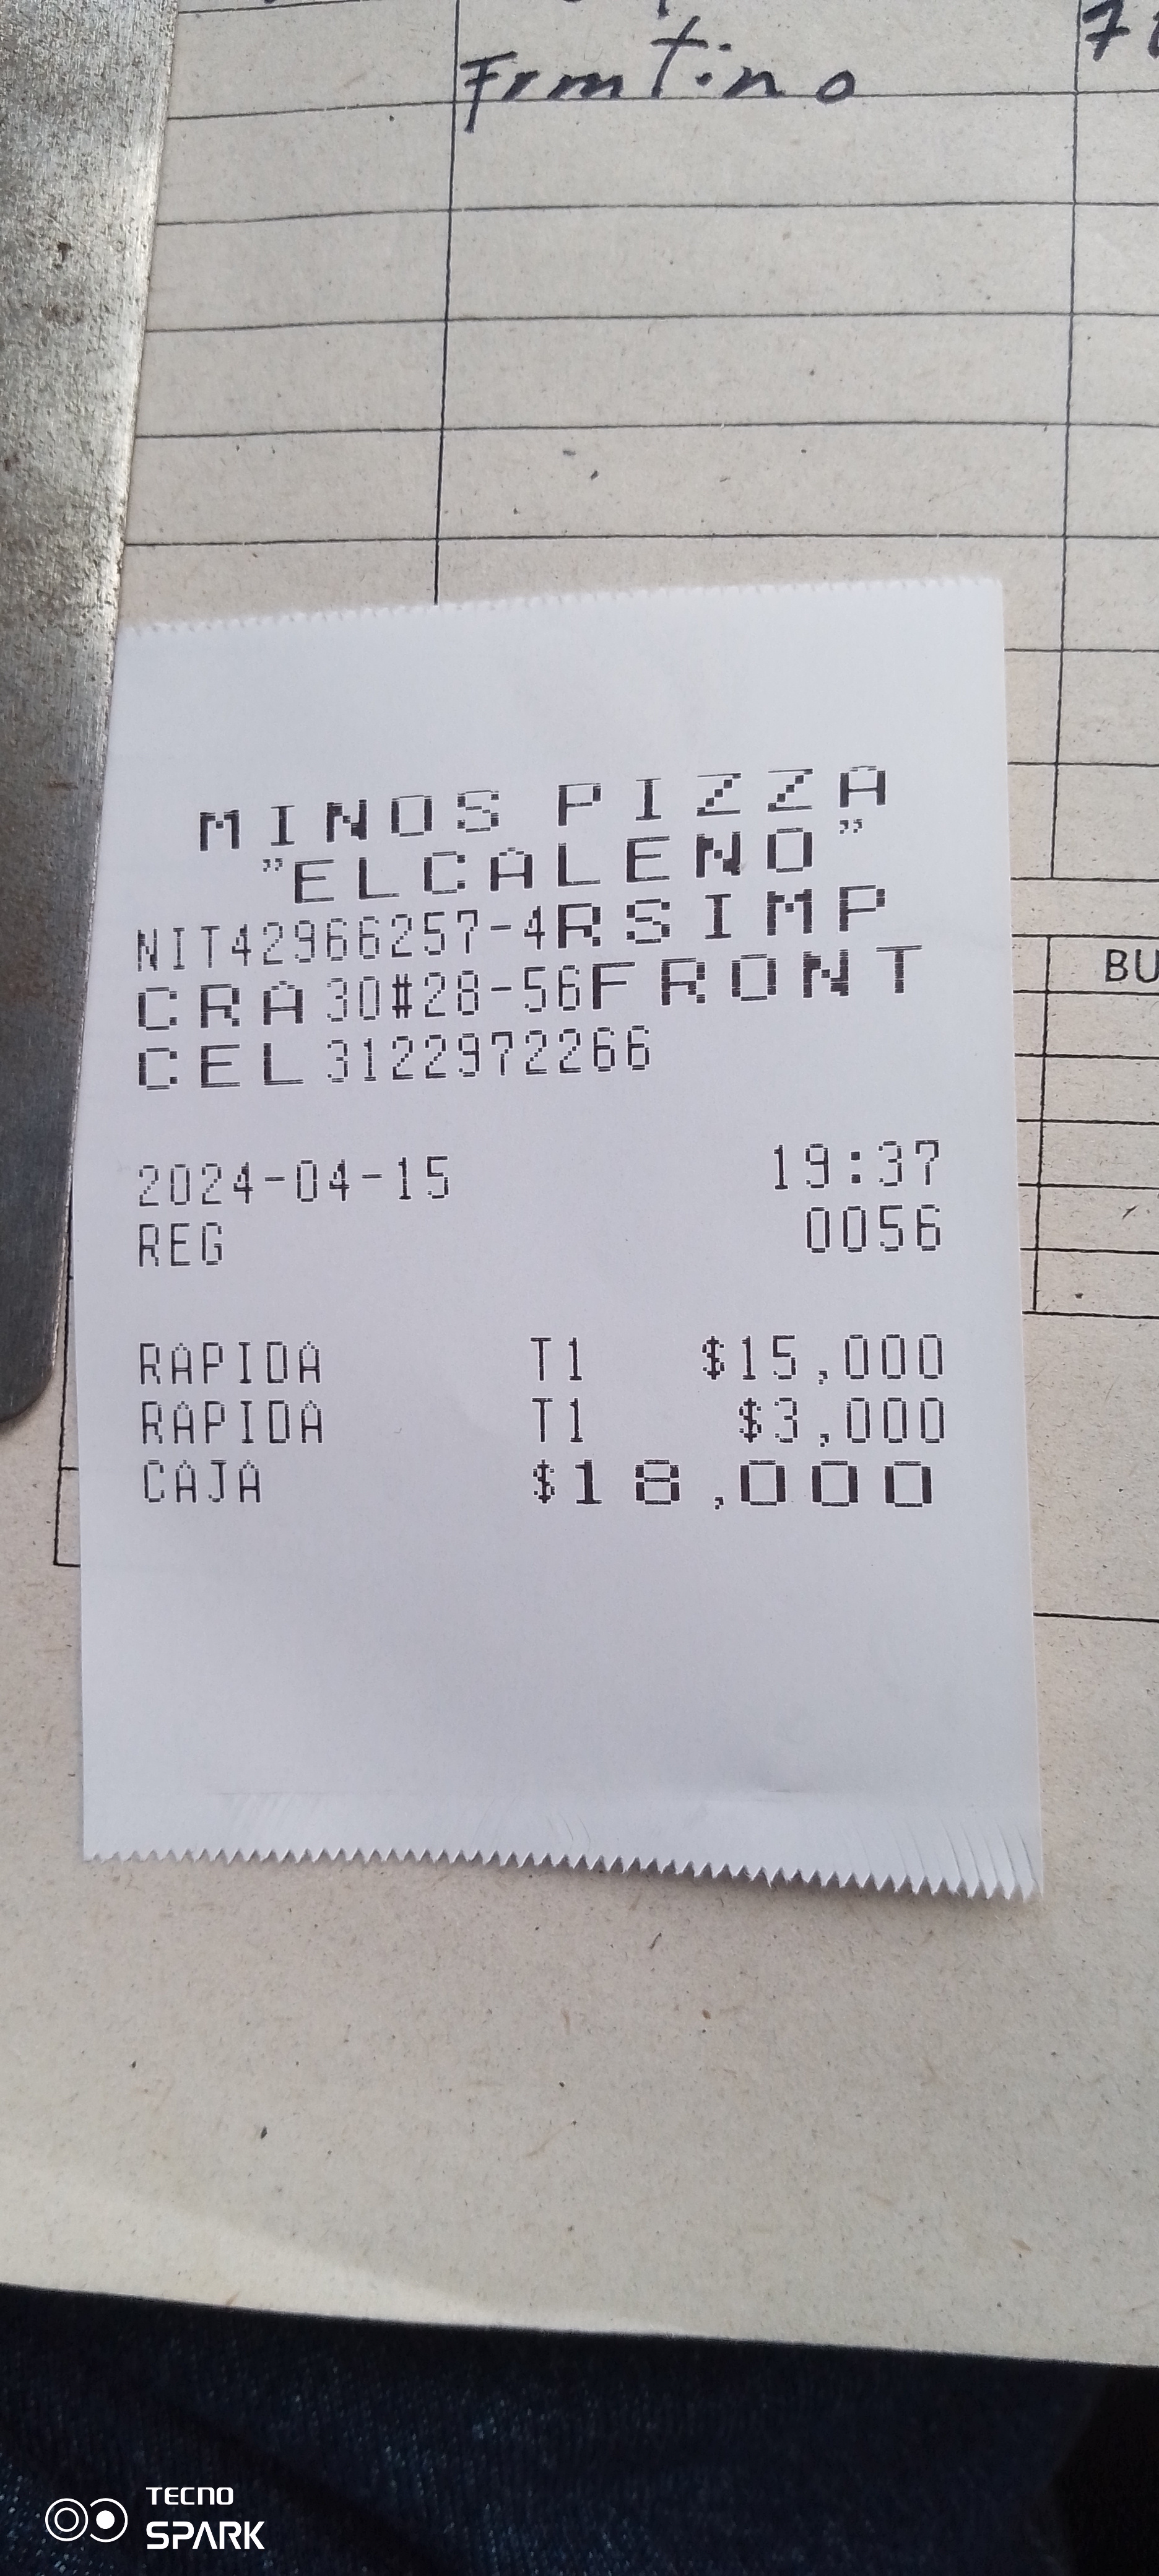 MINOS PIZZA
"ELCALENO"
NIT42966257-4RSIMP
CRA30#28-56FRONT
CEL3122972266
2024-04-15 19:37
REG 0056
RAPIDA T1 $15,000
RAPIDA T1 $3,000
CAJA $18,000
BU
TECNO
SPARK